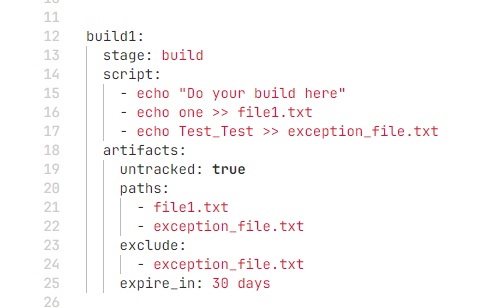 11
12 build1:
13   stage: build
14   script:
15     - echo "Do your build here"
16     - echo one >> file1.txt
17     - echo Test_Test >> exception_file.txt
18   artifacts:
19     untracked: true
20     paths:
21       - file1.txt
22       - exception_file.txt
23     exclude:
24       - exception_file.txt
25     expire_in: 30 days
26